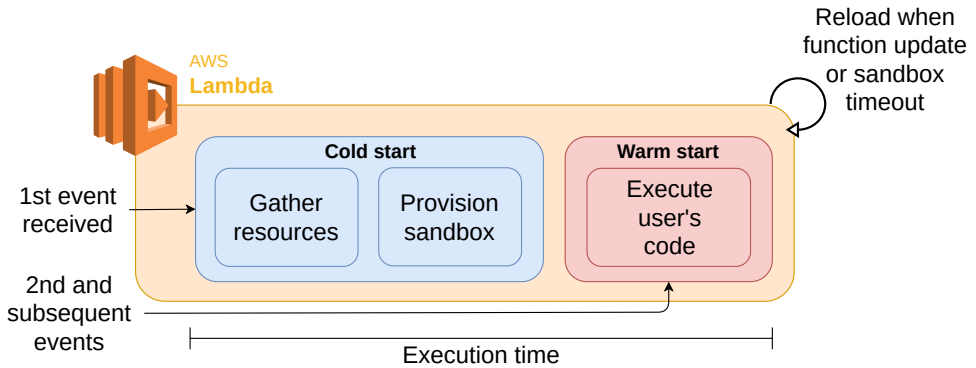 Reload when
function update
or sandbox
timeout
AWS
Lambda
Cold start
Warm start
Gather
resources
Provision
sandbox
Execute
user's
code
1st event
received
2nd and
subsequent
events
Execution time